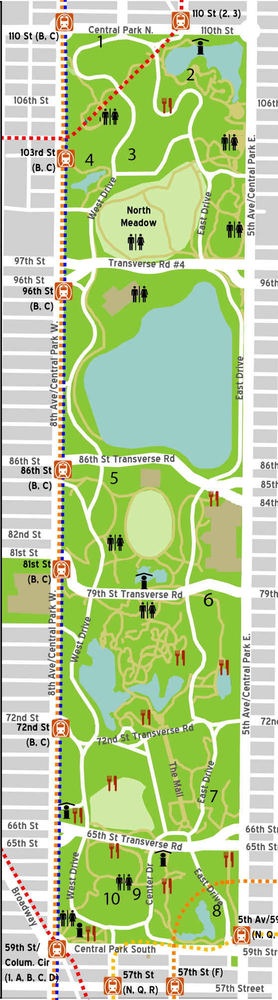 110 St (2, 3)
Central Park N.
110th St
110 St (B, C)
1
2
106th St
106th
103rd St
(B, C)
4
3
5th Ave/Central Park E.
West Drive
East Drive
North
Meadow
97th St
Transverse Rd #4
96th St
96th
96th St
(B, C)
8th Ave/Central Park W.
East Drive
86th St
86th St Transverse Rd
86th
86th St
(B, C)
5
85th
84th
82nd St
81st St
81st St
(B, C)
79th St Transverse Rd
79th
6
8th Ave/Central Park W.
West Drive
5th Ave/Central Park E.
72nd St
72nd
72nd St
(B, C)
72nd St Transverse Rd
The Mall
East Drive
7
66th St
66th St
65th St
65th St Transverse Rd
65th St
West Drive
Center Dr
East Drive
10
9
8
Broadway
5th Av/59
(N, Q,
59th St/
Colum. Cir
(1, A, B, C, D)
Central Park South
59th Str
57th St
(N, Q, R)
57th St (F)
57th Street